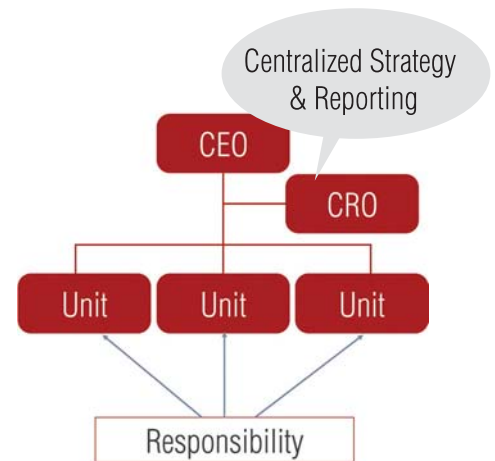 Centralized Strategy
& Reporting
CEO
CRO
Unit Unit Unit
Responsibility